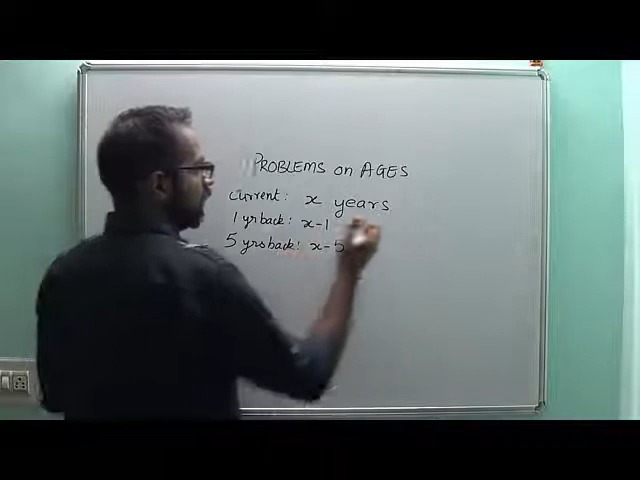 PROBLEMS on AGES
current: x years
1 yr back: x-1
5 yrs back: x-5